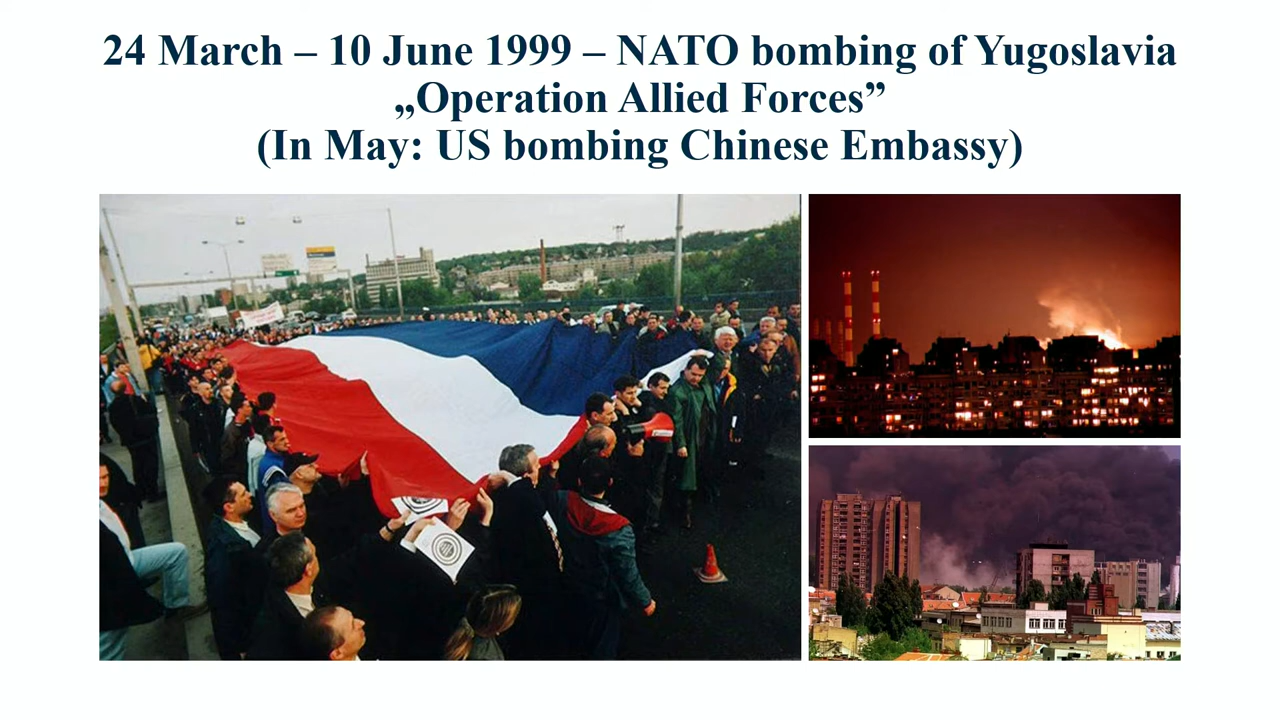 24 March – 10 June 1999 – NATO bombing of Yugoslavia
„Operation Allied Forces”
(In May: US bombing Chinese Embassy)